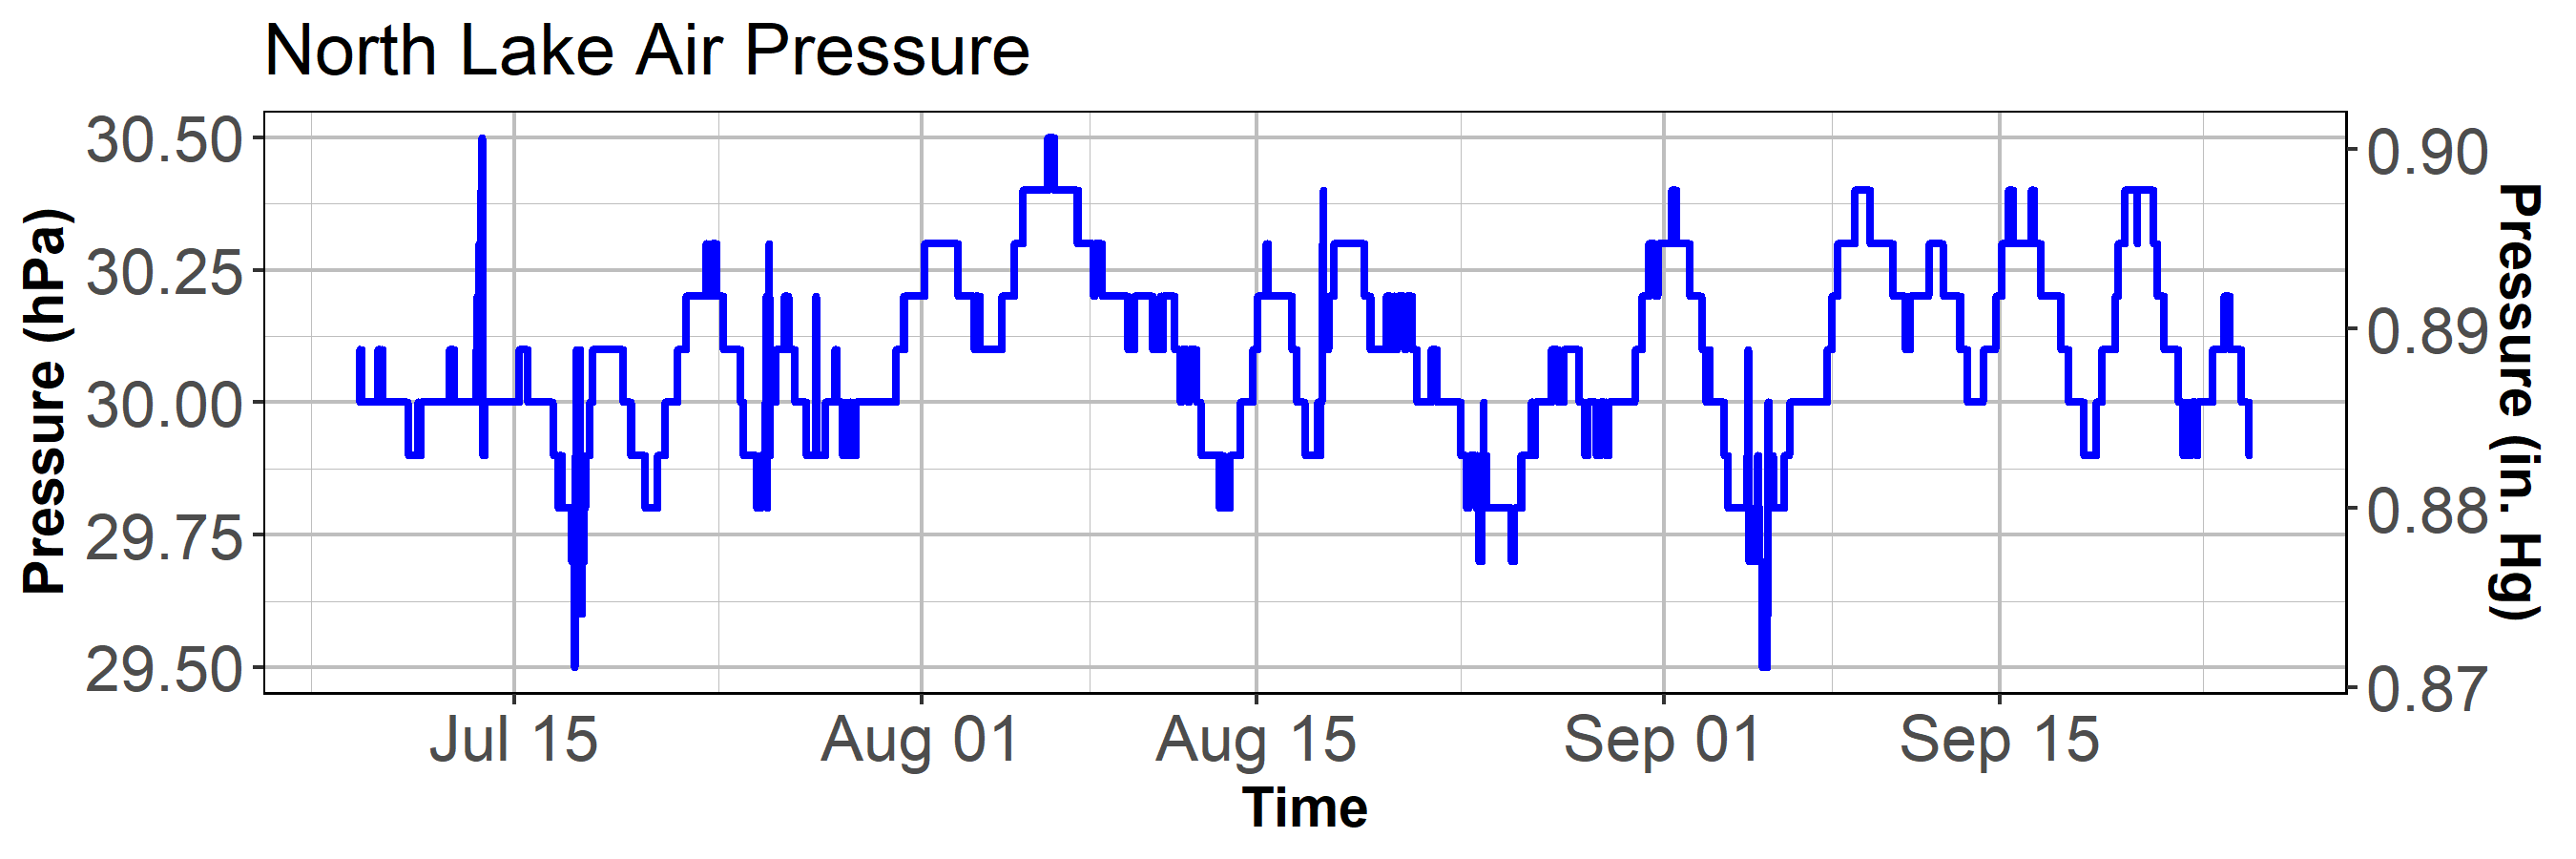 North Lake Air Pressure
Pressure (hPa)
30.50
30.25
30.00
29.75
29.50
0.90
0.89
0.88
0.87
Pressure (in. Hg)
Jul 15 Aug 01 Aug 15 Sep 01 Sep 15
Time